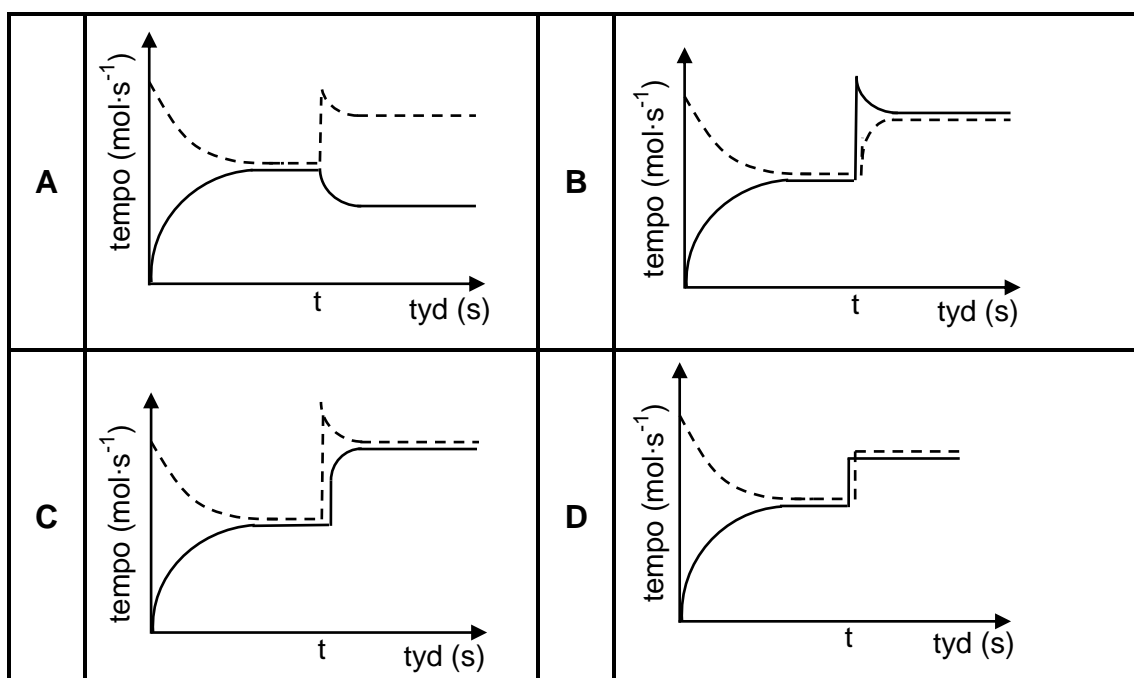 A
tempo (mol·s⁻¹)
t
tyd (s)
B
tempo (mol·s⁻¹)
t
tyd (s)
C
tempo (mol·s⁻¹)
t
tyd (s)
D
tempo (mol·s⁻¹)
t
tyd (s)